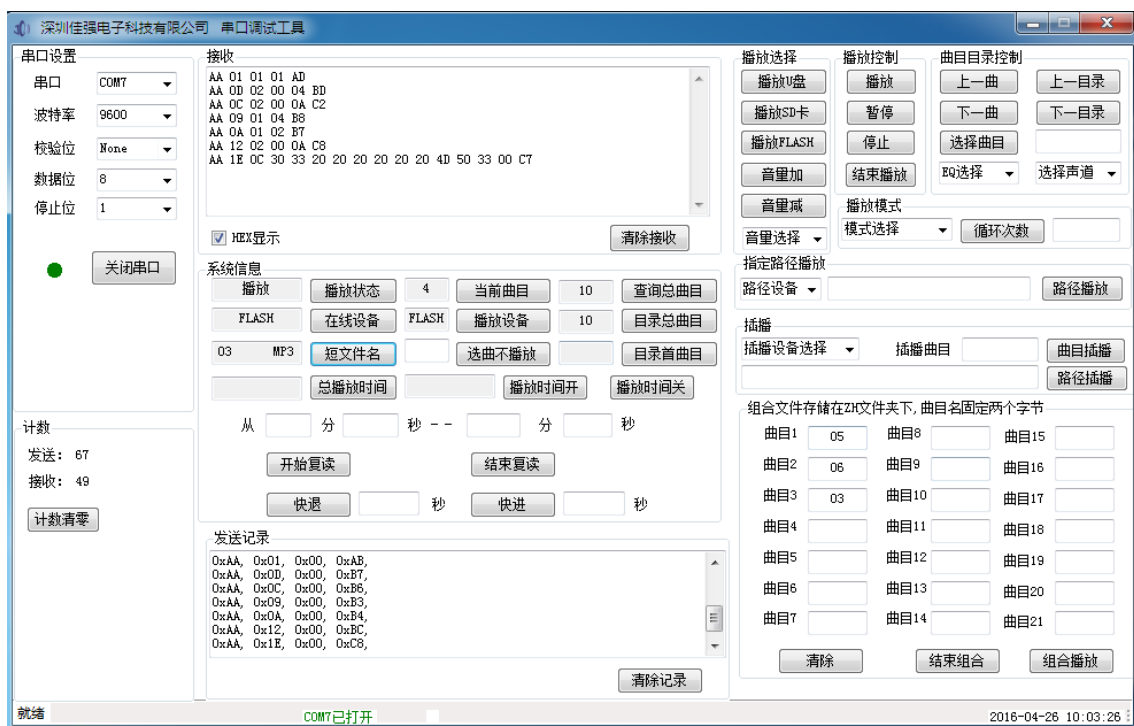 深圳佳强电子科技有限公司 串口调试工具
串口设置
串口 COM7
波特率 9600
校验位 None
数据位 8
停止位 1
关闭串口
计数
发送: 67
接收: 49
计数清零
接收
AA 01 01 01 AD
AA 0D 02 00 04 BD
AA 0C 02 00 0A C2
AA 09 01 04 B8
AA 0A 01 02 B7
AA 12 02 00 0A C8
AA 1E 0C 30 33 20 20 20 20 20 20 4D 50 33 00 C7
HEX显示 清除接收
系统信息
播放 播放状态 4 当前曲目 10 查询总曲目
FLASH 在线设备 FLASH 播放设备 10 目录总曲目
03 MP3 短文件名 选曲不播放 目录首曲目
总播放时间 播放时间开 播放时间关
从 分 秒 -- 分 秒
开始复读 结束复读
快退 秒 快进 秒
发送记录
0xAA, 0x01, 0x00, 0xAB,
0xAA, 0x0D, 0x00, 0xB7,
0xAA, 0x0C, 0x00, 0xB6,
0xAA, 0x09, 0x00, 0xB3,
0xAA, 0x0A, 0x00, 0xB4,
0xAA, 0x12, 0x00, 0xBC,
0xAA, 0x1E, 0x00, 0xC8,
清除记录
播放选择
播放U盘
播放SD卡
播放FLASH
音量加
音量减
音量选择
播放控制
播放
暂停
停止
结束播放
曲目目录控制
上一曲 上一目录
下一曲 下一目录
选择曲目
EQ选择 选择声道
播放模式
模式选择 循环次数
指定路径播放
路径设备 路径播放
插播
插播设备选择 插播曲目 曲目插播
路径插播
组合文件存储在ZH文件夹下,曲目名固定两个字节
曲目1 05 曲目8 曲目15
曲目2 06 曲目9 曲目16
曲目3 03 曲目10 曲目17
曲目4 曲目11 曲目18
曲目5 曲目12 曲目19
曲目6 曲目13 曲目20
曲目7 曲目14 曲目21
清除 结束组合 组合播放
就绪 COM7已打开 2016-04-26 10:03:26